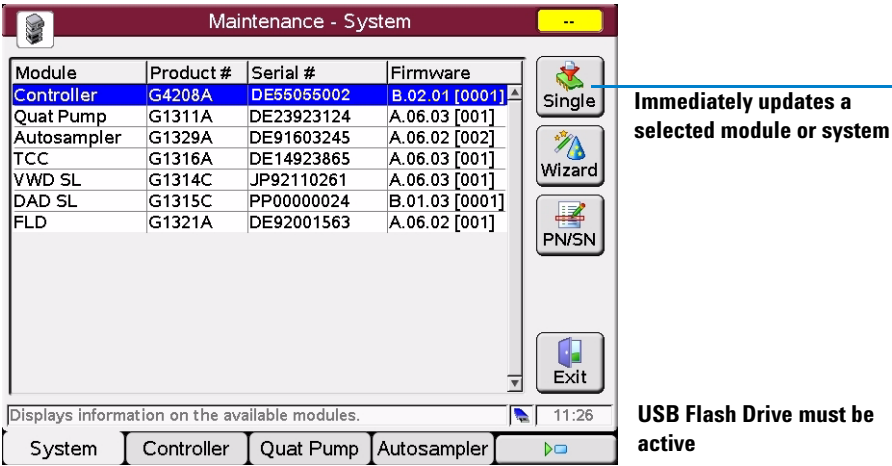 Maintenance - System
--
Module Product # Serial # Firmware
Controller G4208A DE55055002 B.02.01 [0001]
Quat Pump G1311A DE23923124 A.06.03 [001]
Autosampler G1329A DE91603245 A.06.02 [002]
TCC G1316A DE14923865 A.06.03 [001]
VWD SL G1314C JP92110261 A.06.03 [001]
DAD SL G1315C PP00000024 B.01.03 [0001]
FLD G1321A DE92001563 A.06.02 [001]
Single
Wizard
PN/SN
Exit
Immediately updates a
selected module or system
Displays information on the available modules.
11:26
System Controller Quat Pump Autosampler
USB Flash Drive must be
active